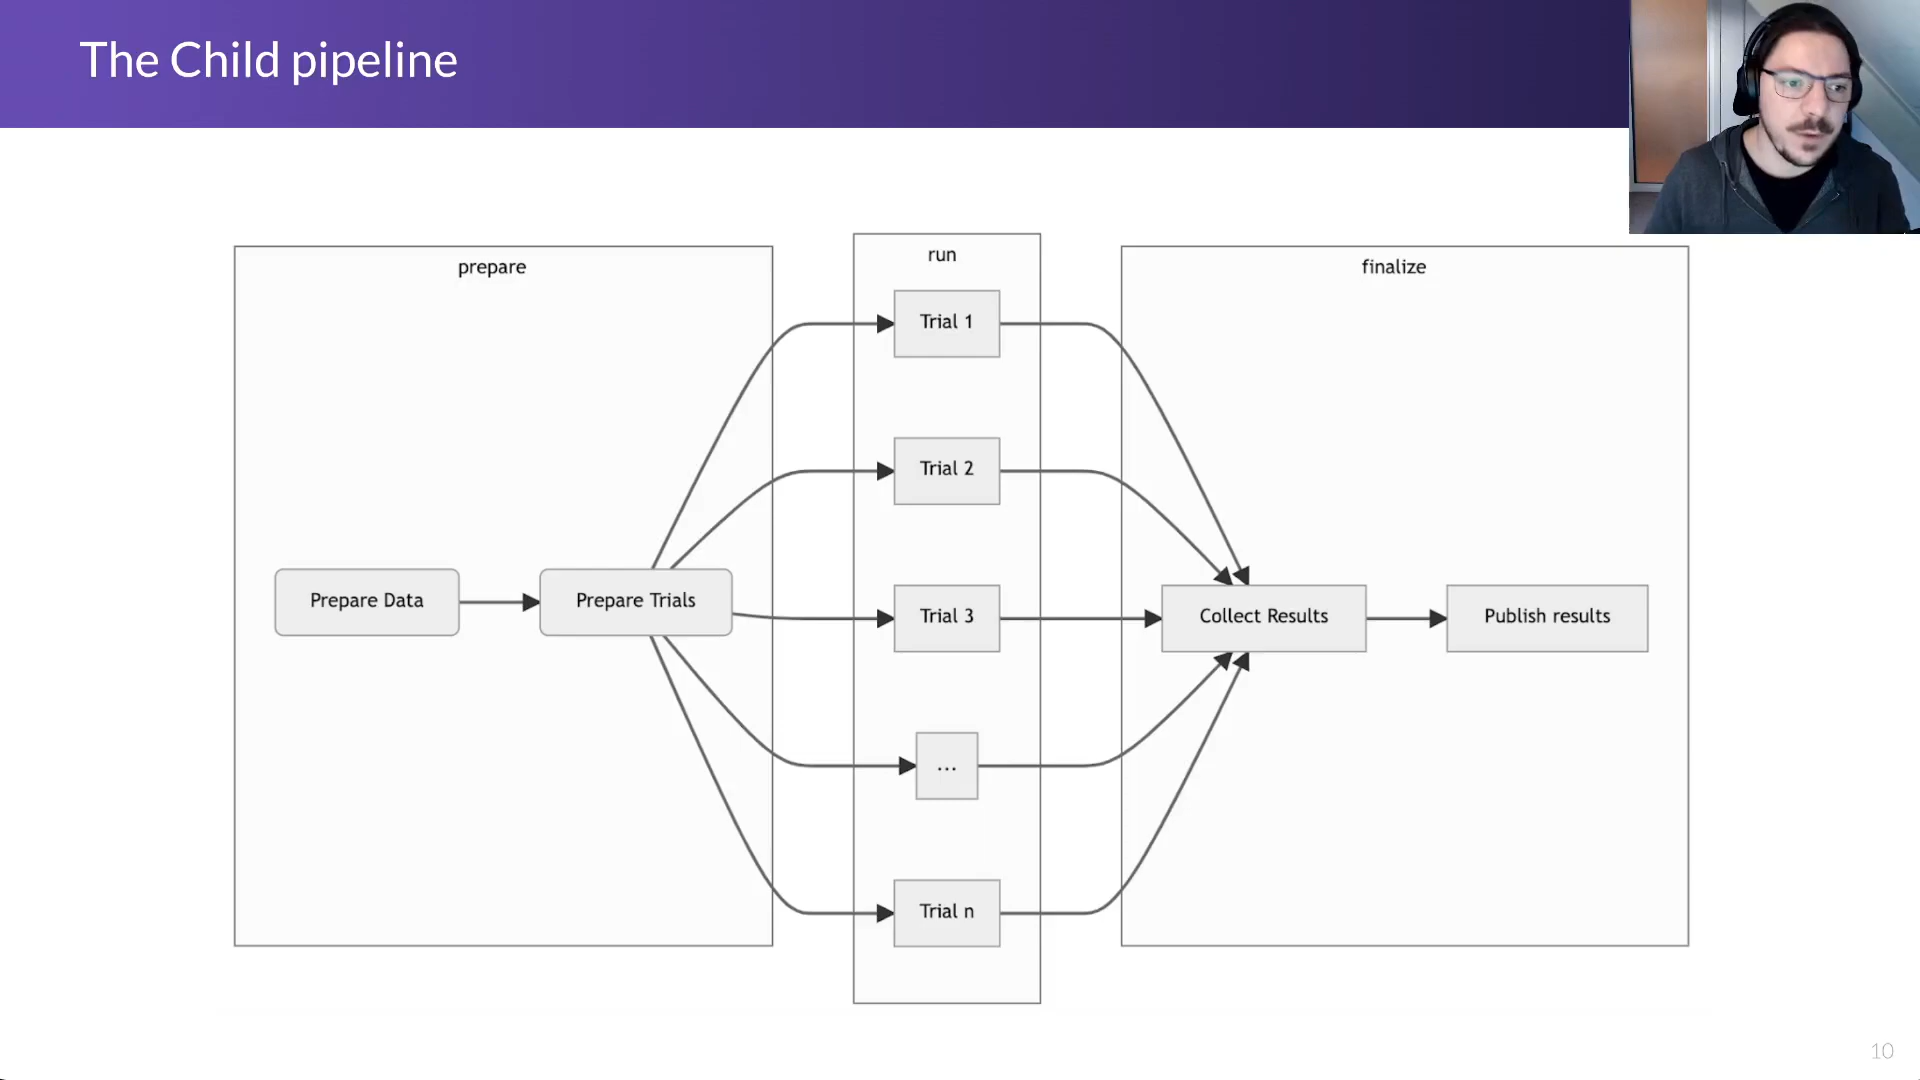 The Child pipeline
prepare
run
finalize
Trial 1
Trial 2
Prepare Data
Prepare Trials
Trial 3
Collect Results
Publish results
...
Trial n
10